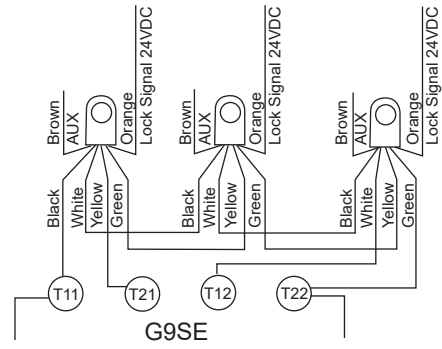 Brown
AUX
Orange
Lock Signal 24VDC
Brown
AUX
Orange
Lock Signal 24VDC
Brown
AUX
Orange
Lock Signal 24VDC
Black
White
Yellow
Green
Black
White
Yellow
Green
Black
White
Yellow
Green
T11
T21
T12
T22
G9SE